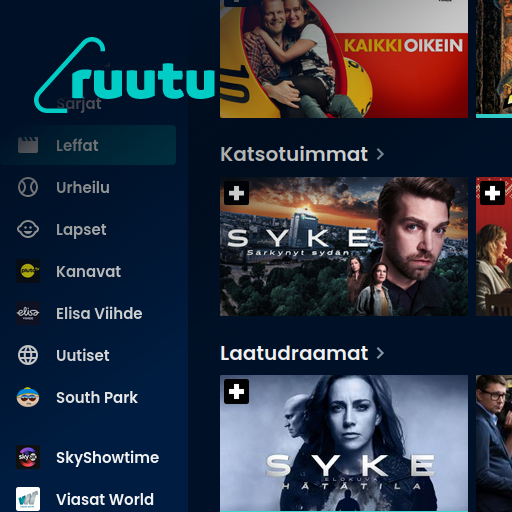 ruutu
Sarjat
Leffat
Urheilu
Lapset
Kanavat
Elisa Viihde
Uutiset
South Park
SkyShowtime
Viasat World
10
KAIKKI OIKEIN
Katsotuimmat
SYKE
Särkynyt sydän
Laatudraamat
SYKE
ELOKUVA
HÄTÄTILA